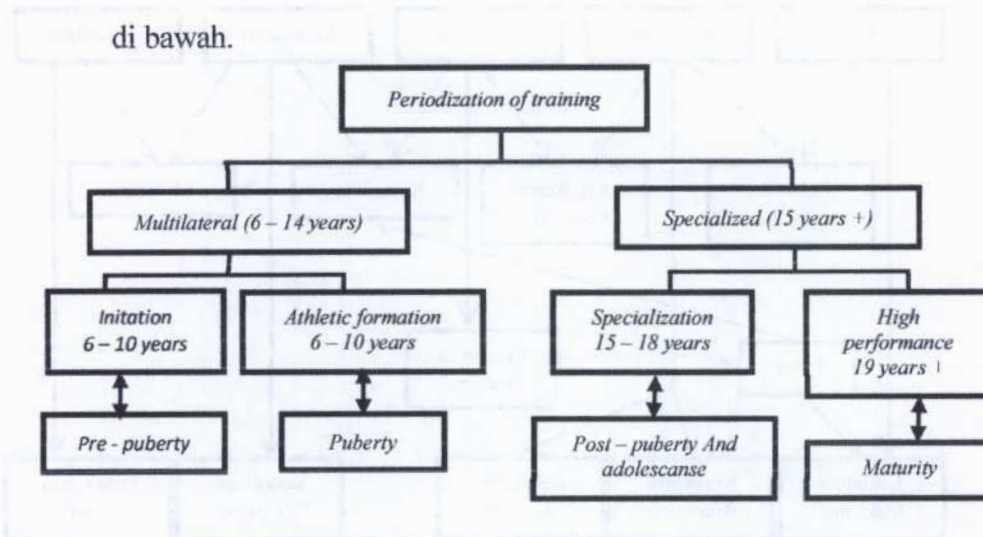 di bawah.
Periodization of training
Multilateral (6 – 14 years)
Specialized (15 years +)
Initation
6 – 10 years
Athletic formation
6 – 10 years
Specialization
15 – 18 years
High
performance
19 years
Pre - puberty
Puberty
Post – puberty And
adolescanse
Maturity